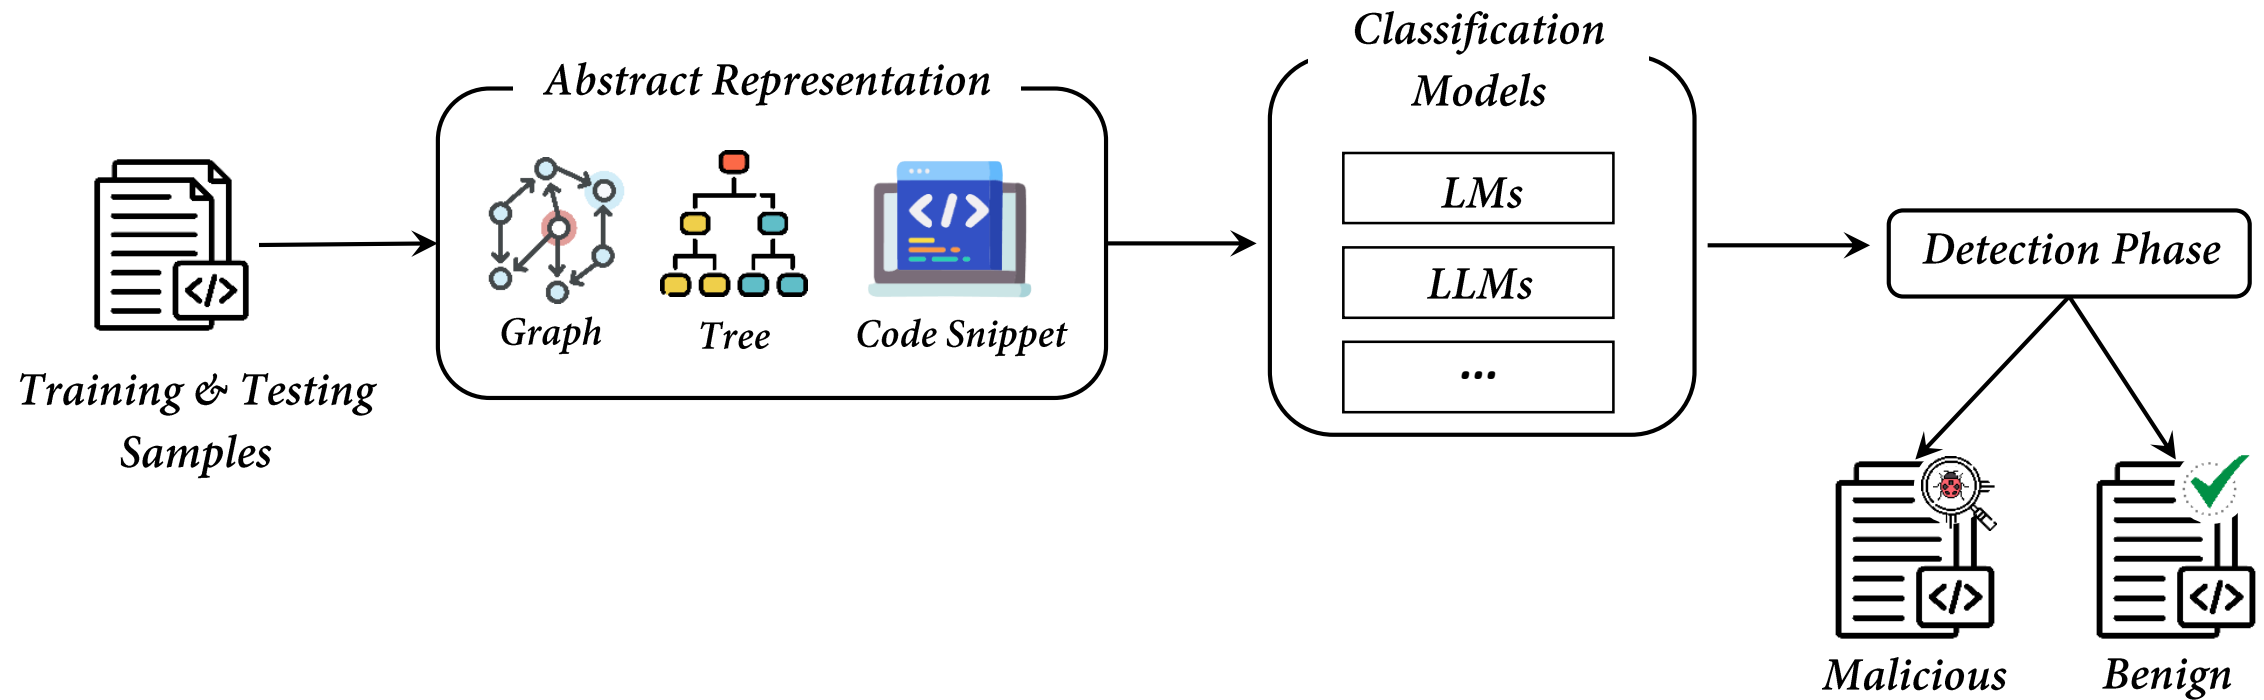 Training & Testing
Samples
Abstract Representation
Graph
Tree
</>
Code Snippet
</>
Classification
Models
LMs
LLMs
...
Detection Phase
</>
Malicious
</>
Benign